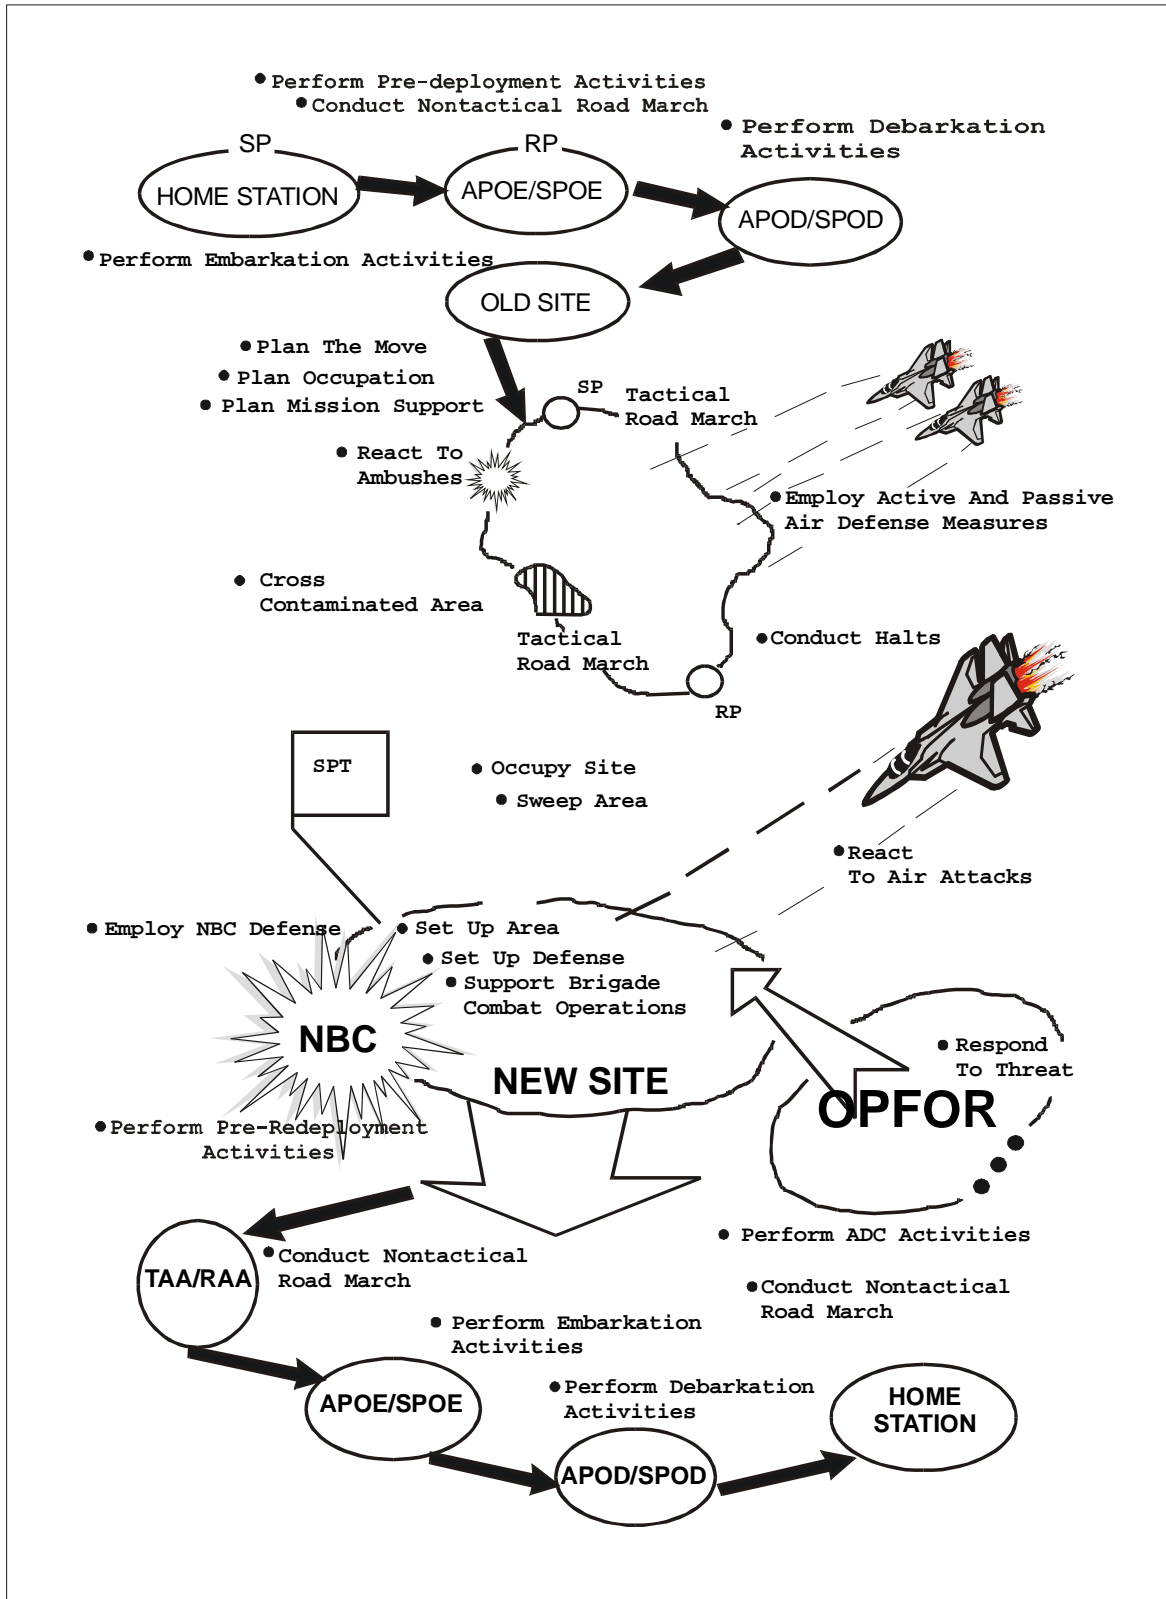 ● Perform Pre-deployment Activities
● Conduct Nontactical Road March
● Perform Debarkation
Activities
SP
HOME STATION
RP
APOE/SPOE
APOD/SPOD
● Perform Embarkation Activities
OLD SITE
● Plan The Move
● Plan Occupation
● Plan Mission Support
SP
Tactical
Road March
● React To
Ambushes
● Employ Active And Passive
Air Defense Measures
● Cross
Contaminated Area
Tactical
Road March
● Conduct Halts
RP
SPT
● Occupy Site
● Sweep Area
● React
To Air Attacks
● Employ NBC Defense
● Set Up Area
● Set Up Defense
● Support Brigade
Combat Operations
NBC
NEW SITE
● Respond
To Threat
OPFOR
● Perform Pre-Redeployment
Activities
● Perform ADC Activities
TAA/RAA
● Conduct Nontactical
Road March
● Conduct Nontactical
Road March
● Perform Embarkation
Activities
APOE/SPOE
● Perform Debarkation
Activities
HOME
STATION
APOD/SPOD